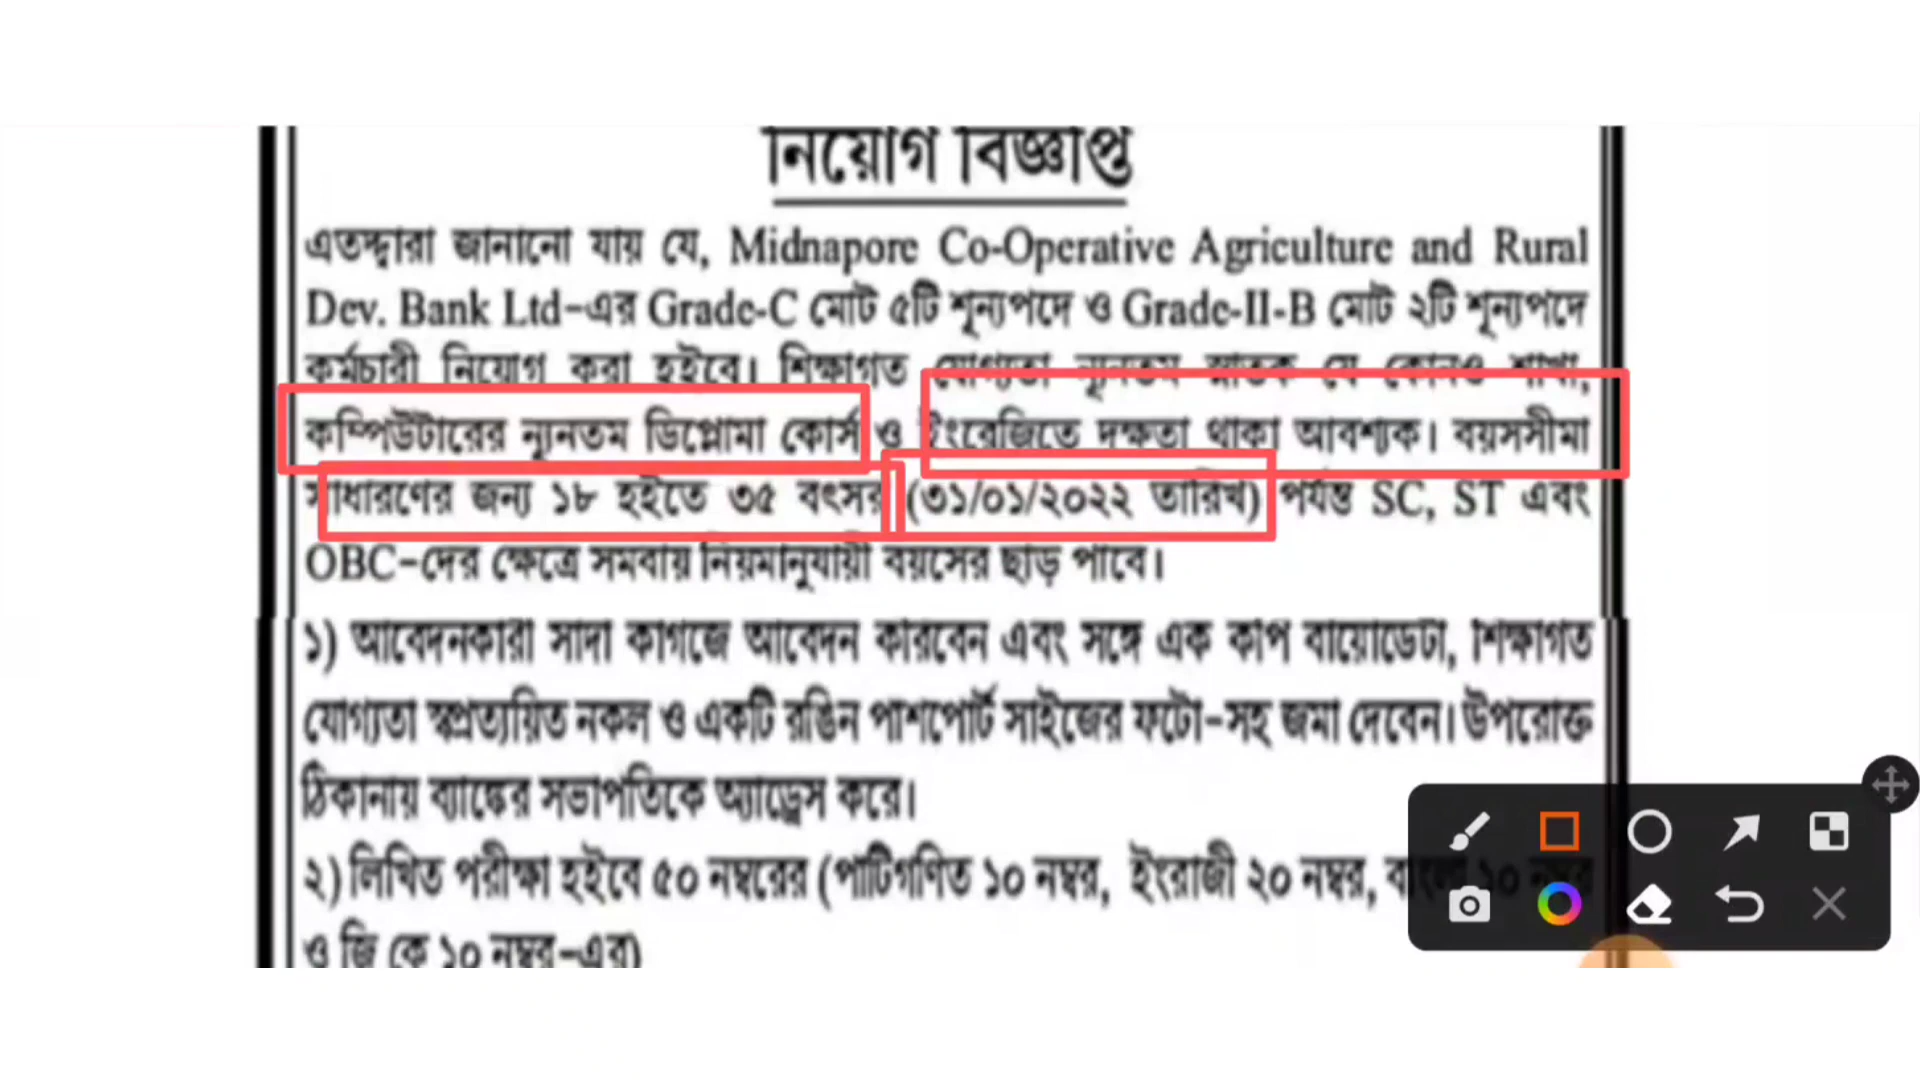 নিয়োগ বিজ্ঞপ্তি
এতদ্দ্বারা জানানো যায় যে, Midnapore Co-Operative Agriculture and Rural
Dev. Bank Ltd-এর Grade-C মোট ৫টি শূন্যপদে ও Grade-II-B মোট ২টি শূন্যপদে
কর্মচারী নিয়োগ করা হইবে। শিক্ষাগত যোগ্যতা ন্যূনতম স্নাতক যে কোনও শাখা,
কম্পিউটারের ন্যূনতম ডিপ্লোমা কোর্স ও ইংরেজিতে দক্ষতা থাকা আবশ্যক। বয়সসীমা
সাধারণের জন্য ১৮ হইতে ৩৫ বৎসর (৩১/০১/২০২২ তারিখ) পর্যন্ত SC, ST এবং
OBC-দের ক্ষেত্রে সমবায় নিয়মানুযায়ী বয়সের ছাড় পাবে।
১) আবেদনকারী সাদা কাগজে আবেদন করিবেন এবং সঙ্গে এক কপি বায়োডেটা, শিক্ষাগত
যোগ্যতা স্বপ্রত্যয়িত নকল ও একটি রঙিন পাশপোর্ট সাইজের ফটো-সহ জমা দেবেন। উপরোক্ত
ঠিকানায় ব্যাঙ্কের সভাপতিকে অ্যাড্রেস করে।
২) লিখিত পরীক্ষা হইবে ৫০ নম্বরের (পাটিগণিত ১০ নম্বর, ইংরাজী ২০ নম্বর, বাংলা ১০ নম্বর
ও জি কে ১০ নম্বর-এর)